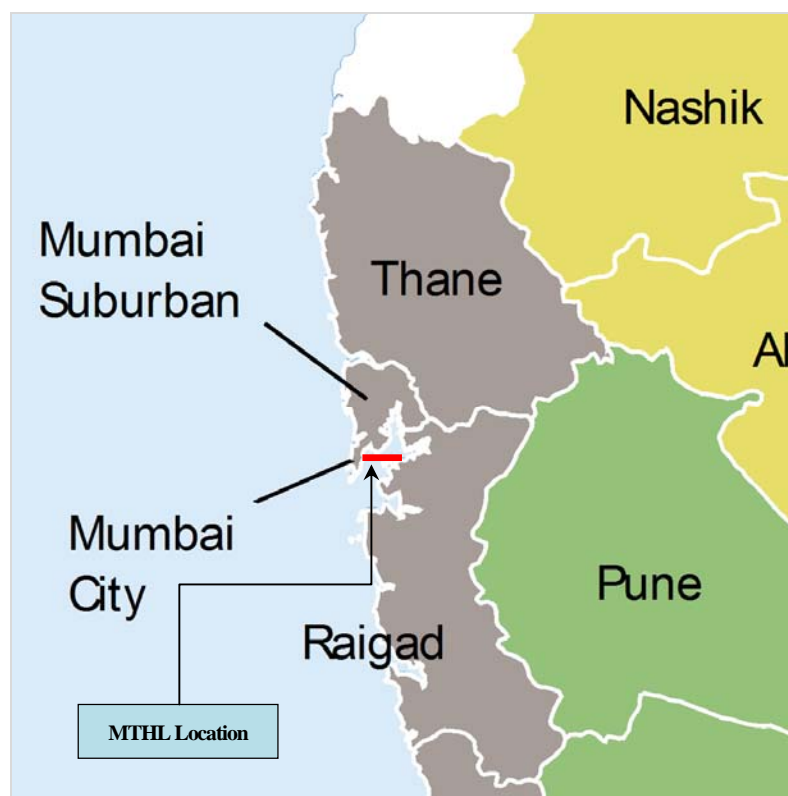 Nashik
Mumbai
Suburban
Thane
Mumbai
City
Pune
Raigad
MTHL Location